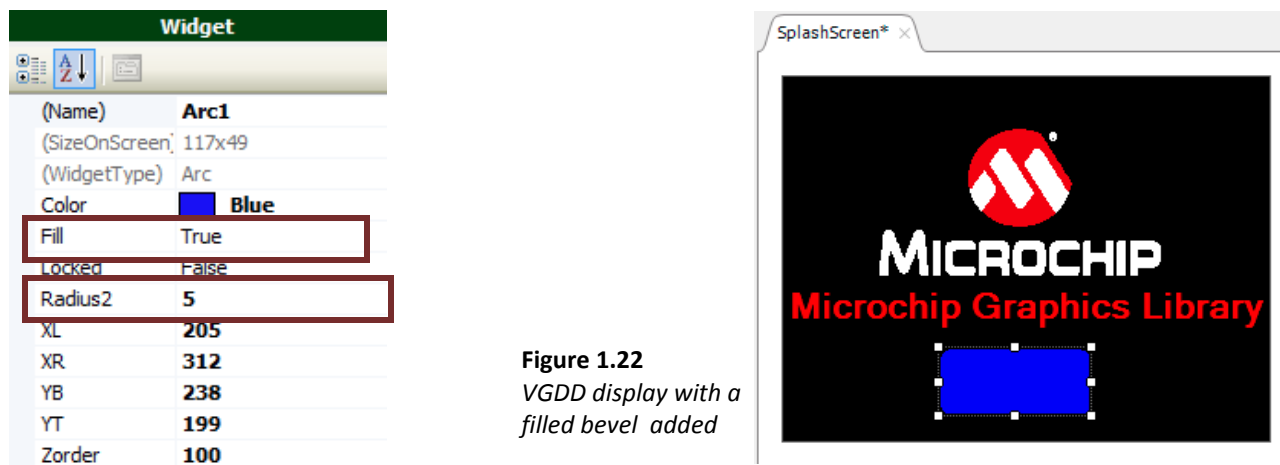 Widget
A
Z
(Name) Arc1
(SizeOnScreen) 117x49
(WidgetType) Arc
Color Blue
Fill True
Locked False
Radius2 5
XL 205
XR 312
YB 238
YT 199
Zorder 100
Figure 1.22
VGDD display with a
filled bevel added
SplashScreen*
MICROCHIP
Microchip Graphics Library